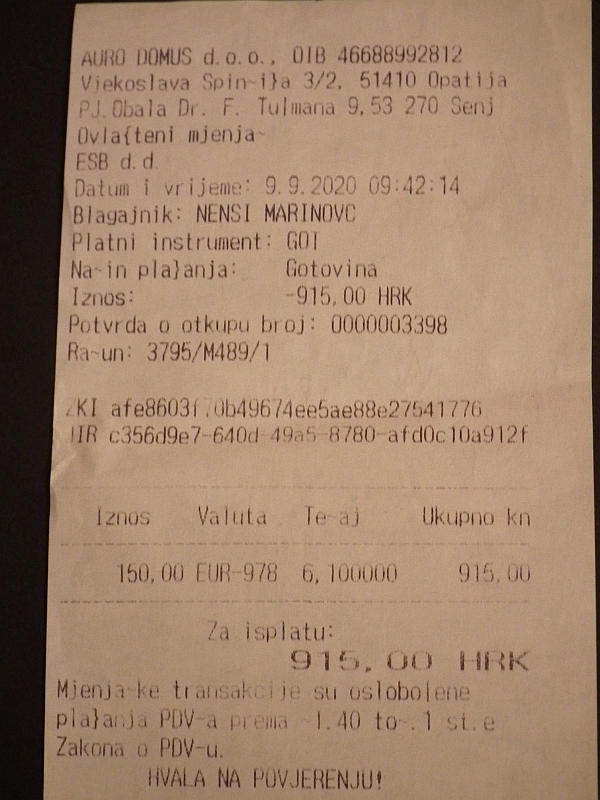 AURO DOMUS d.o.o., OIB 46688992812
Vjekoslava Spin~i}a 3/2, 51410 Opatija
PJ.Obala Dr. F. Tu|mana 9,53 270 Senj
Ovla{teni mjenja~
ESB d.d.
Datum i vrijeme: 9.9.2020 09:42:14
Blagajnik: NENSI MARINOVC
Platni instrument: GOT
Na~in pla}anja: Gotovina
Iznos: -915,00 HRK
Potvrda o otkupu broj: 0000003398
Ra~un: 3795/M489/1
ZKI afe8603f70b49674ee5ae88e27541776
JIR c356d9e7-640d-49a5-8780-afd0c10a912f
Iznos Valuta Te~aj Ukupno kn
150,00 EUR-978 6,100000 915,00
Za isplatu:
915,00 HRK
Mjenja~ke transakcije su oslobo|ene
pla}anja PDV-a prema ~l.40 to~.1 st.e
Zakona o PDV-u.
HVALA NA POVJERENJU!